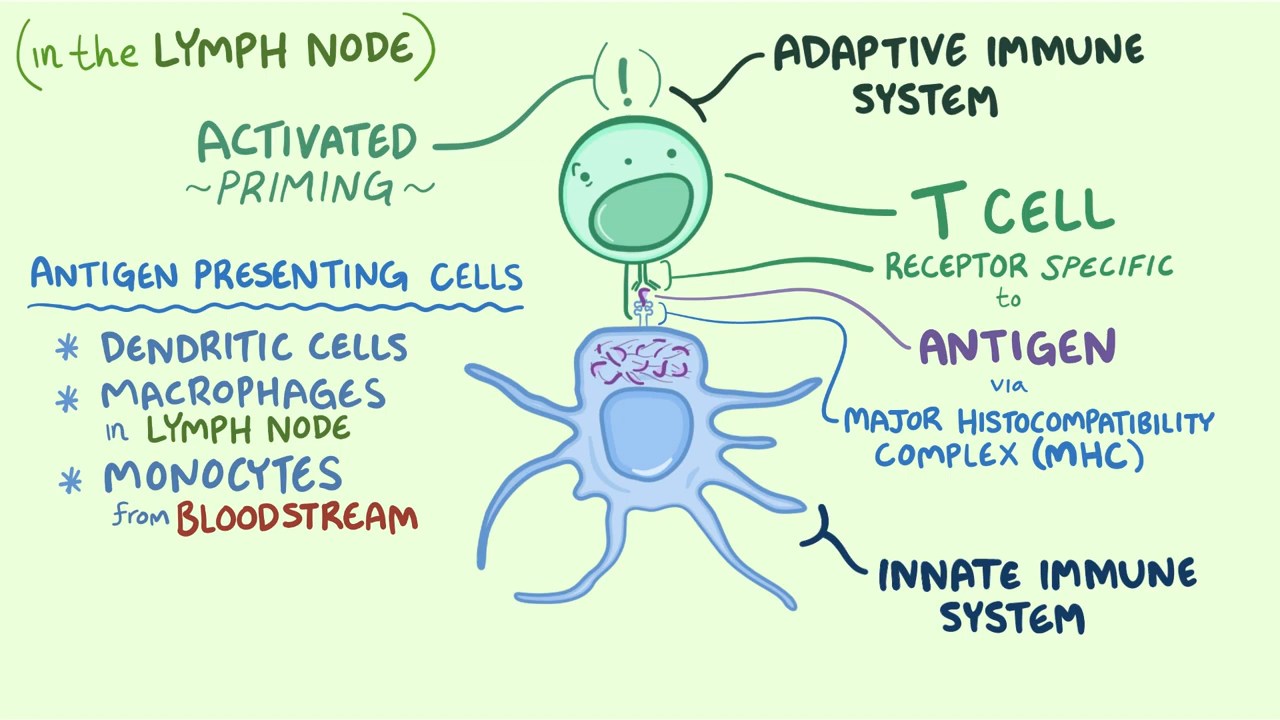 (in the LYMPH NODE)
ACTIVATED
~PRIMING~
!
ADAPTIVE IMMUNE
SYSTEM
T CELL
RECEPTOR SPECIFIC
to
ANTIGEN
via
MAJOR HISTOCOMPATIBILITY
COMPLEX (MHC)
INNATE IMMUNE
SYSTEM
ANTIGEN PRESENTING CELLS
* DENDRITIC CELLS
* MACROPHAGES
in LYMPH NODE
* MONOCYTES
from BLOODSTREAM